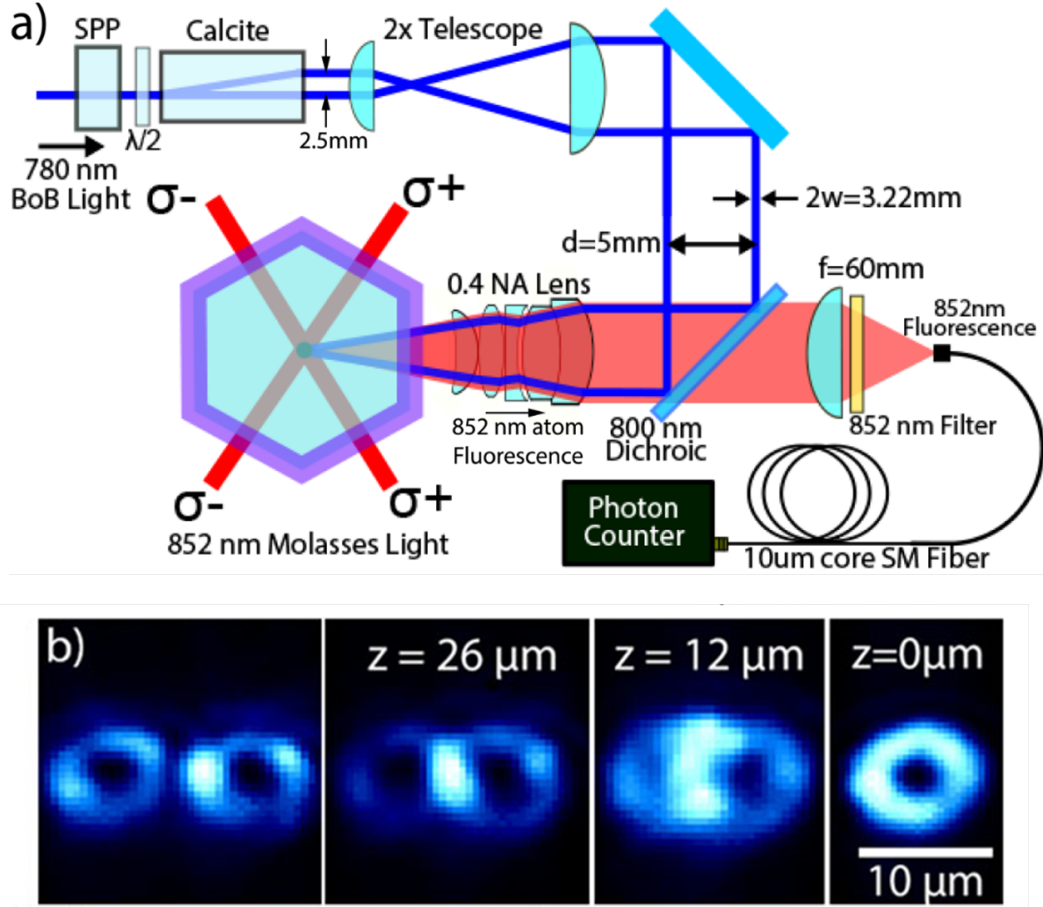 a)
SPP
Calcite
2x Telescope
λ/2
2.5mm
780 nm
BoB Light
σ-
σ+
2w=3.22mm
d=5mm
0.4 NA Lens
f=60mm
852nm
Fluorescence
852 nm atom
Fluorescence
800 nm
Dichroic
852 nm Filter
σ-
σ+
852 nm Molasses Light
Photon
Counter
10um core SM Fiber
b)
z = 26 μm
z = 12 μm
z=0μm
10 μm